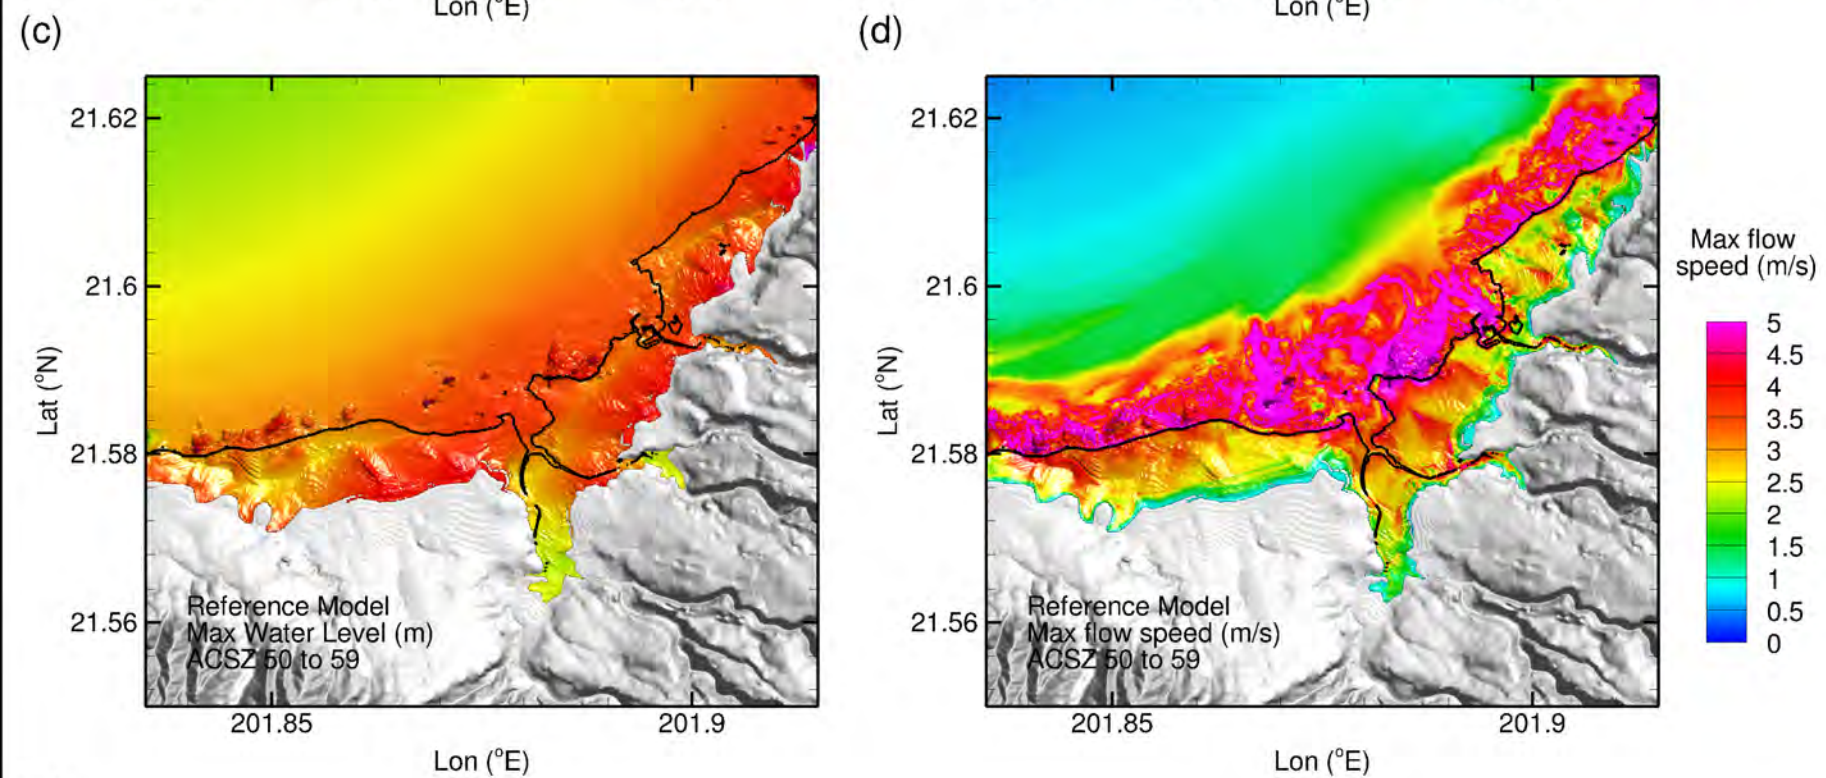 Lon (°E)
Lon (°E)
(c)
(d)
21.62
21.6
21.58
21.56
Lat (°N)
Reference Model
Max Water Level (m)
ACSZ 50 to 59
201.85
201.9
Lon (°E)
21.62
21.6
21.58
21.56
Lat (°N)
Reference Model
Max flow speed (m/s)
ACSZ 50 to 59
201.85
201.9
Lon (°E)
Max flow
speed (m/s)
5
4.5
4
3.5
3
2.5
2
1.5
1
0.5
0